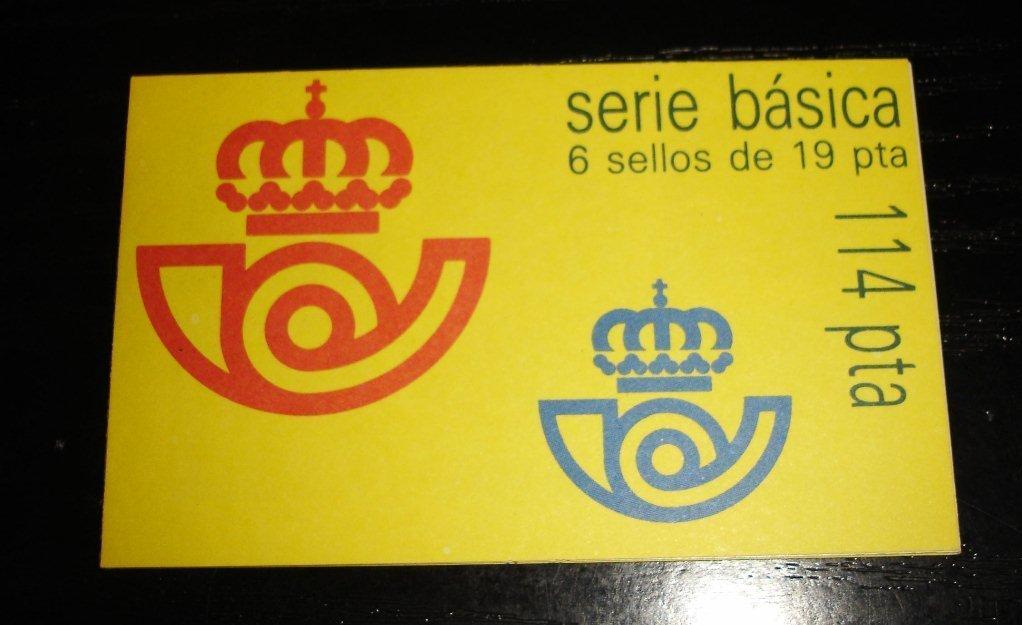 serie básica
6 sellos de 19 pta
114 pta